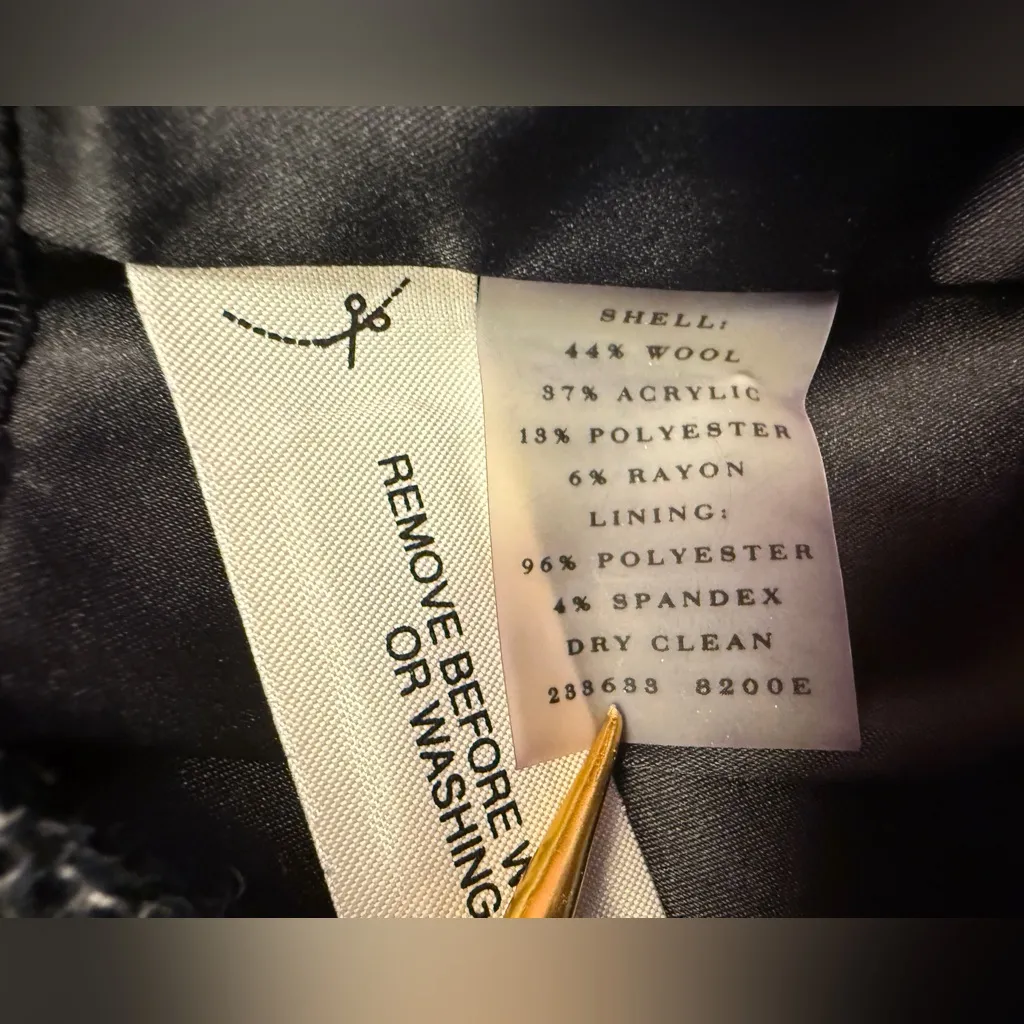 REMOVE BEFORE
OR WASHING
SHELL:
44% WOOL
37% ACRYLIC
13% POLYESTER
6% RAYON
LINING:
96% POLYESTER
4% SPANDEX
DRY CLEAN
233633 8200E